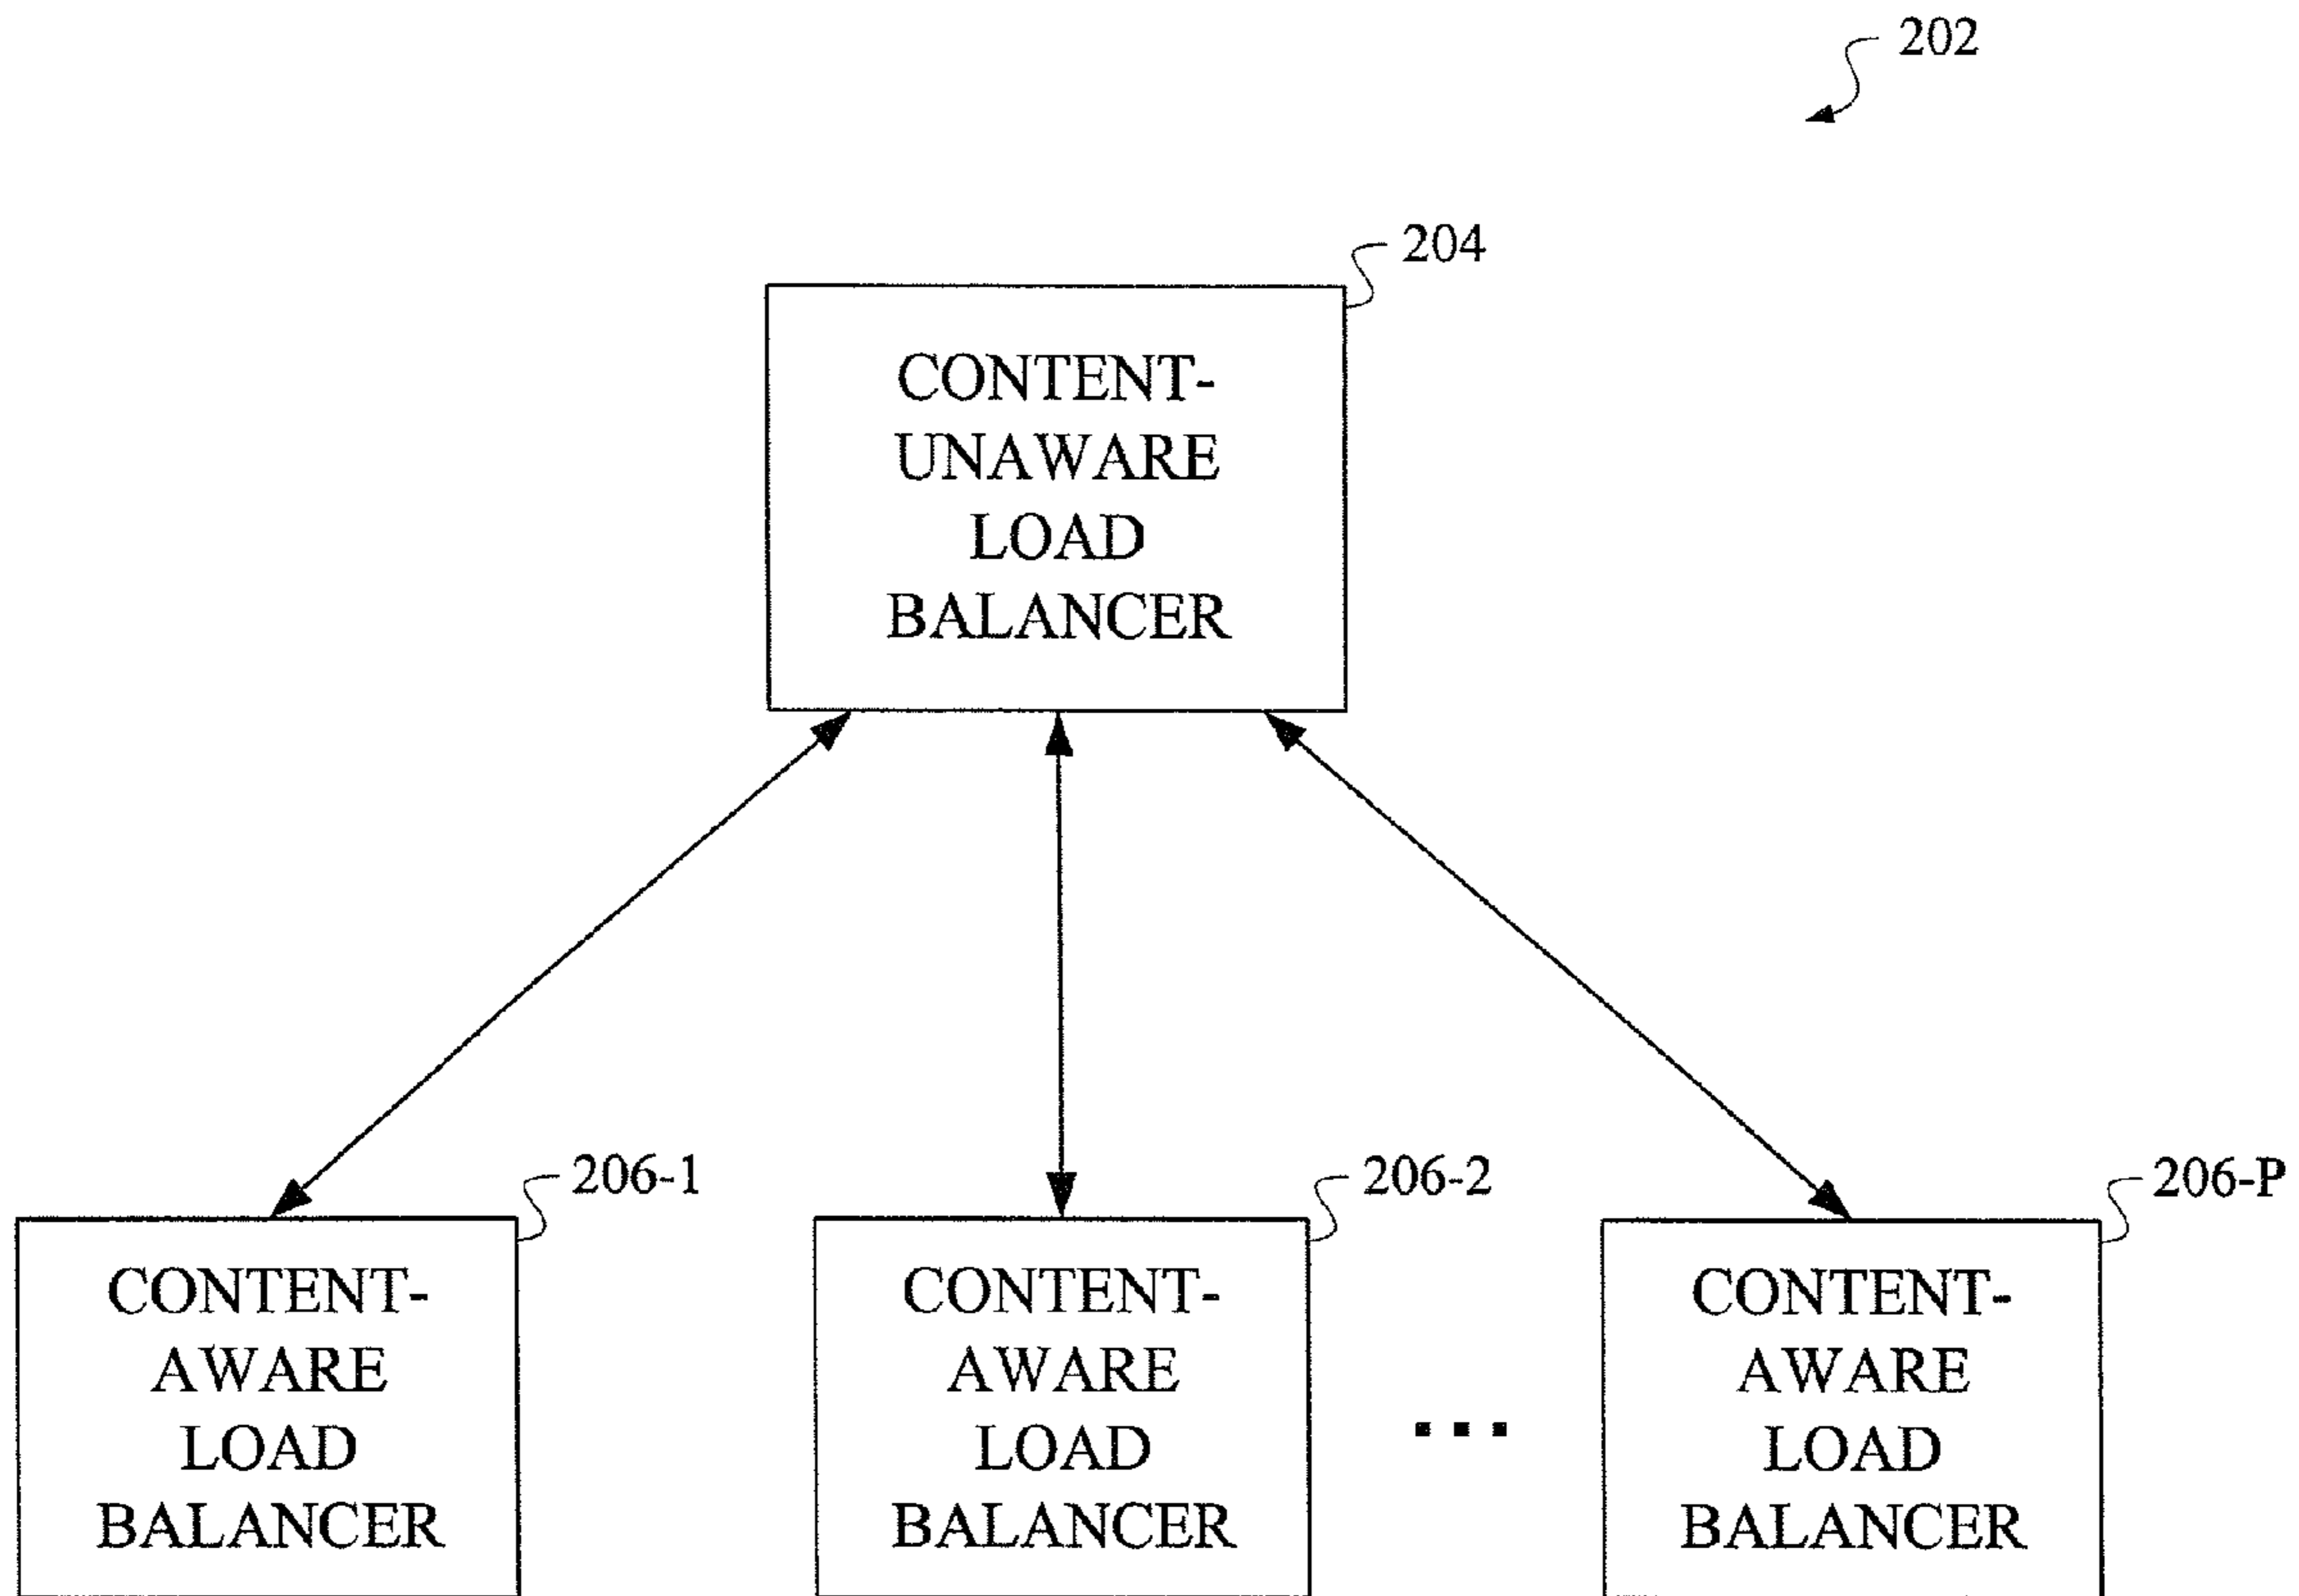 202
204
CONTENT-
UNAWARE
LOAD
BALANCER
206-1
206-2
206-P
CONTENT-
AWARE
LOAD
BALANCER
CONTENT-
AWARE
LOAD
BALANCER
...
CONTENT-
AWARE
LOAD
BALANCER